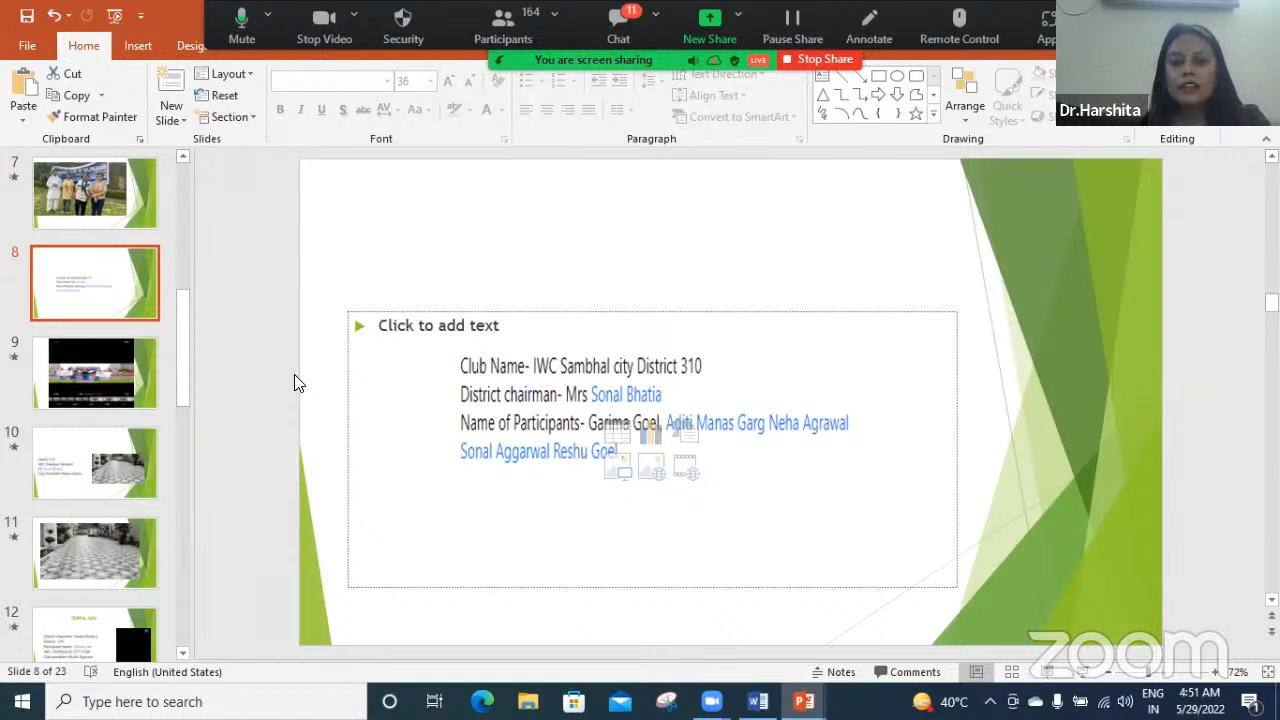 File
Home
Insert
Desig
Mute
Stop Video
Security
164
Participants
11
Chat
New Share
Pause Share
Annotate
Remote Control
App
You are screen sharing
LIVE
Stop Share
Dr.Harshita
Paste
Cut
Copy
Format Painter
Clipboard
New
Slide
Layout
Reset
Section
Slides
36
Font
Text Direction
Align Text
Convert to SmartArt
Paragraph
Arrange
Quick
Styles
Drawing
Editing
7
8
9
10
11
12
Click to add text
Club Name- IWC Sambhal city District 310
District chairman- Mrs Sonal Bhatia
Name of Participants- Garima Goel, Aditi Manas Garg Neha Agrawal
Sonal Aggarwal Reshu Goel
zoom
Slide 8 of 23
English (United States)
Notes
Comments
72%
Type here to search
40°C
ENG
IN
4:51 AM
5/29/2022
1